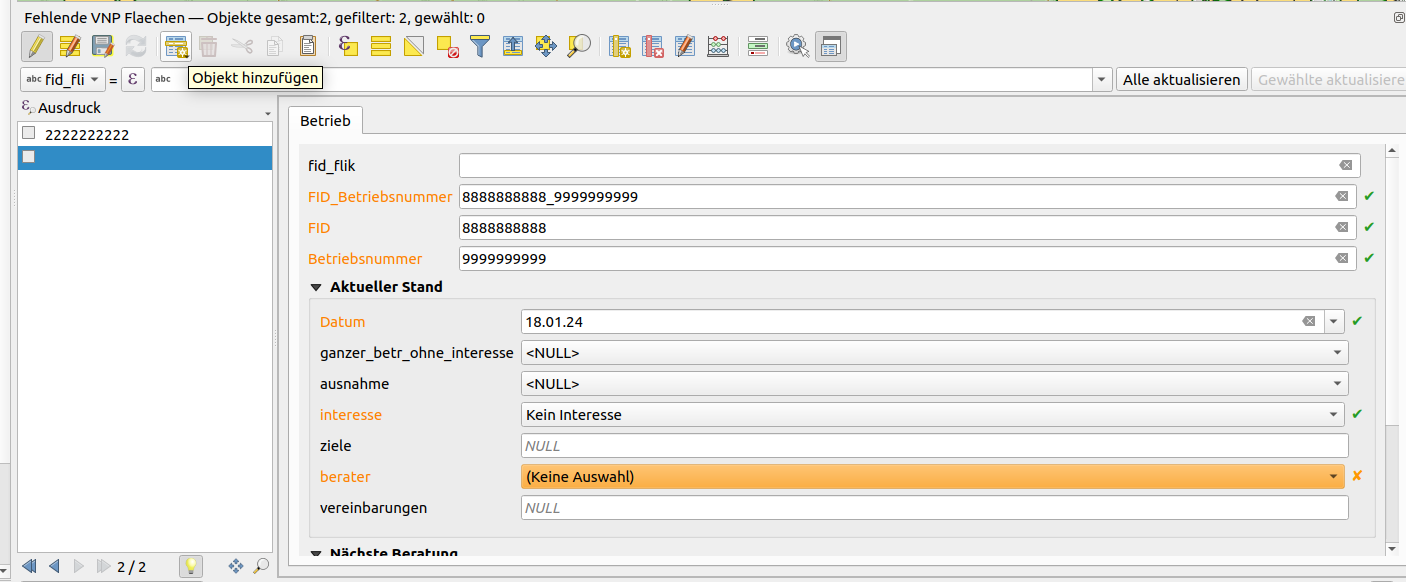 Fehlende VNP Flaechen — Objekte gesamt:2, gefiltert: 2, gewählt: 0
abc fid_fli = ε abc Alle aktualisieren Gewählte aktualisiere
Objekt hinzufügen
Ausdruck
2222222222
Betrieb
fid_flik
FID_Betriebsnummer 8888888888_9999999999
FID 8888888888
Betriebsnummer 9999999999
Aktueller Stand
Datum 18.01.24
ganzer_betr_ohne_interesse <NULL>
ausnahme <NULL>
interesse Kein Interesse
ziele NULL
berater (Keine Auswahl)
vereinbarungen NULL
Nächste Beratung
2 / 2